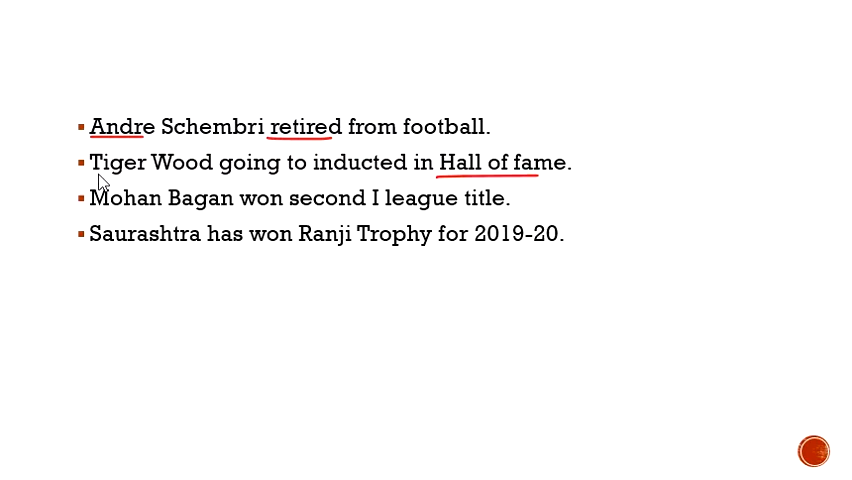 Andre Schembri retired from football.
Tiger Wood going to inducted in Hall of fame.
Mohan Bagan won second I league title.
Saurashtra has won Ranji Trophy for 2019-20.